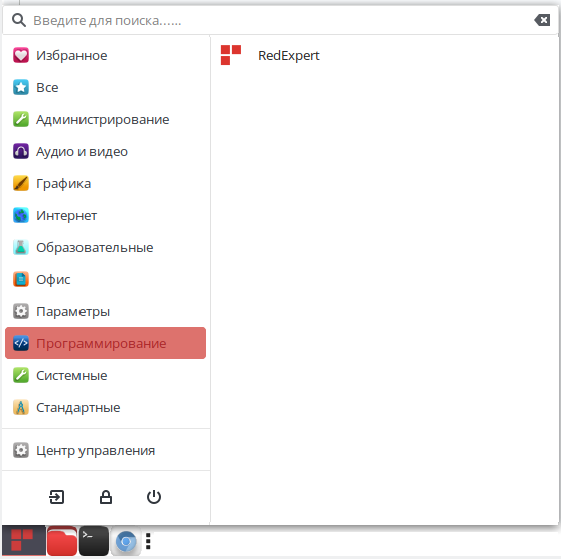 Введите для поиска......
Избранное
RedExpert
Все
Администрирование
Аудио и видео
Графика
Интернет
Образовательные
Офис
Параметры
Программирование
Системные
Стандартные
Центр управления